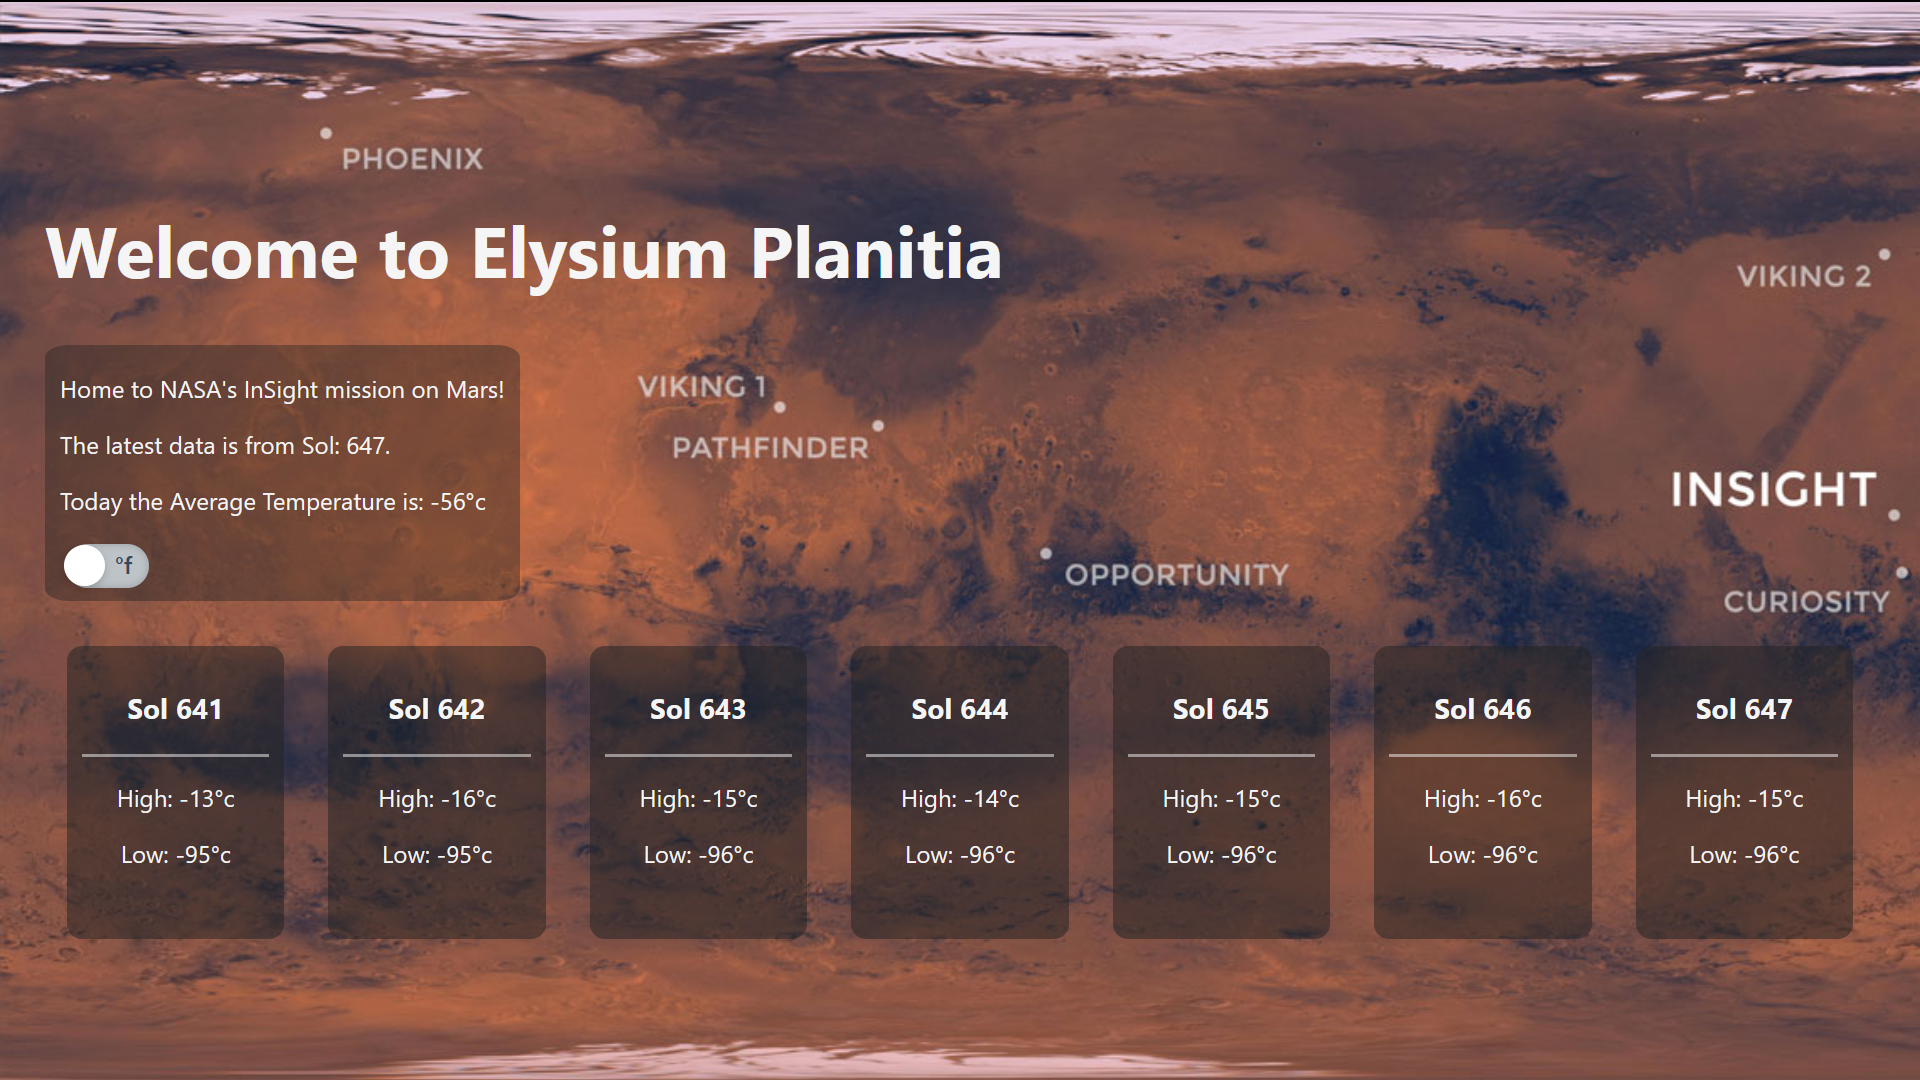 PHOENIX
Welcome to Elysium Planitia
VIKING 2
Home to NASA's InSight mission on Mars!
The latest data is from Sol: 647.
Today the Average Temperature is: -56°c
°f
VIKING 1
PATHFINDER
INSIGHT
OPPORTUNITY
CURIOSITY
Sol 641
High: -13°c
Low: -95°c
Sol 642
High: -16°c
Low: -95°c
Sol 643
High: -15°c
Low: -96°c
Sol 644
High: -14°c
Low: -96°c
Sol 645
High: -15°c
Low: -96°c
Sol 646
High: -16°c
Low: -96°c
Sol 647
High: -15°c
Low: -96°c